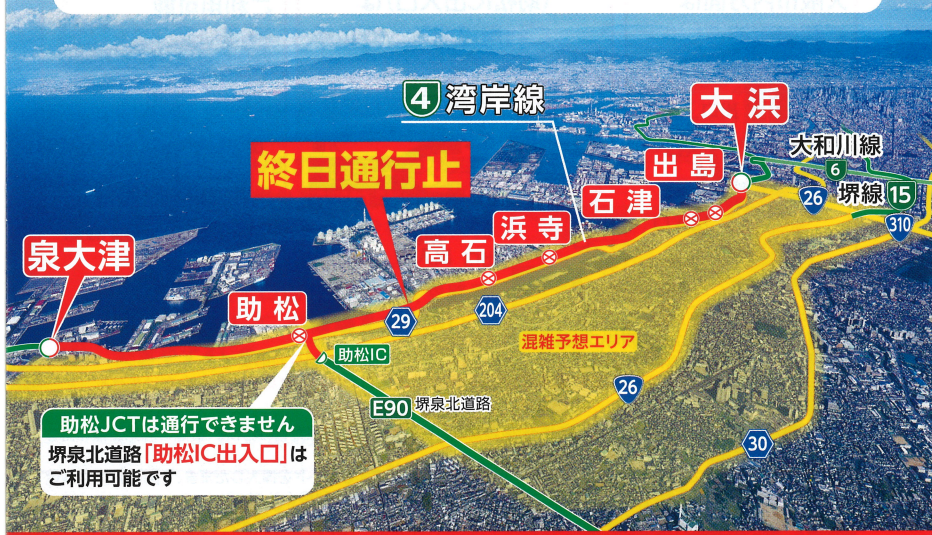 4 湾岸線
大浜
大和川線
6
出島
終日通行止
堺線 15
26
石津
310
浜寺
高石
泉大津
助松
204
29
混雑予想エリア
助松IC
26
E90 堺泉北道路
助松JCTは通行できません
堺泉北道路「助松IC出入口」は
ご利用可能です
30